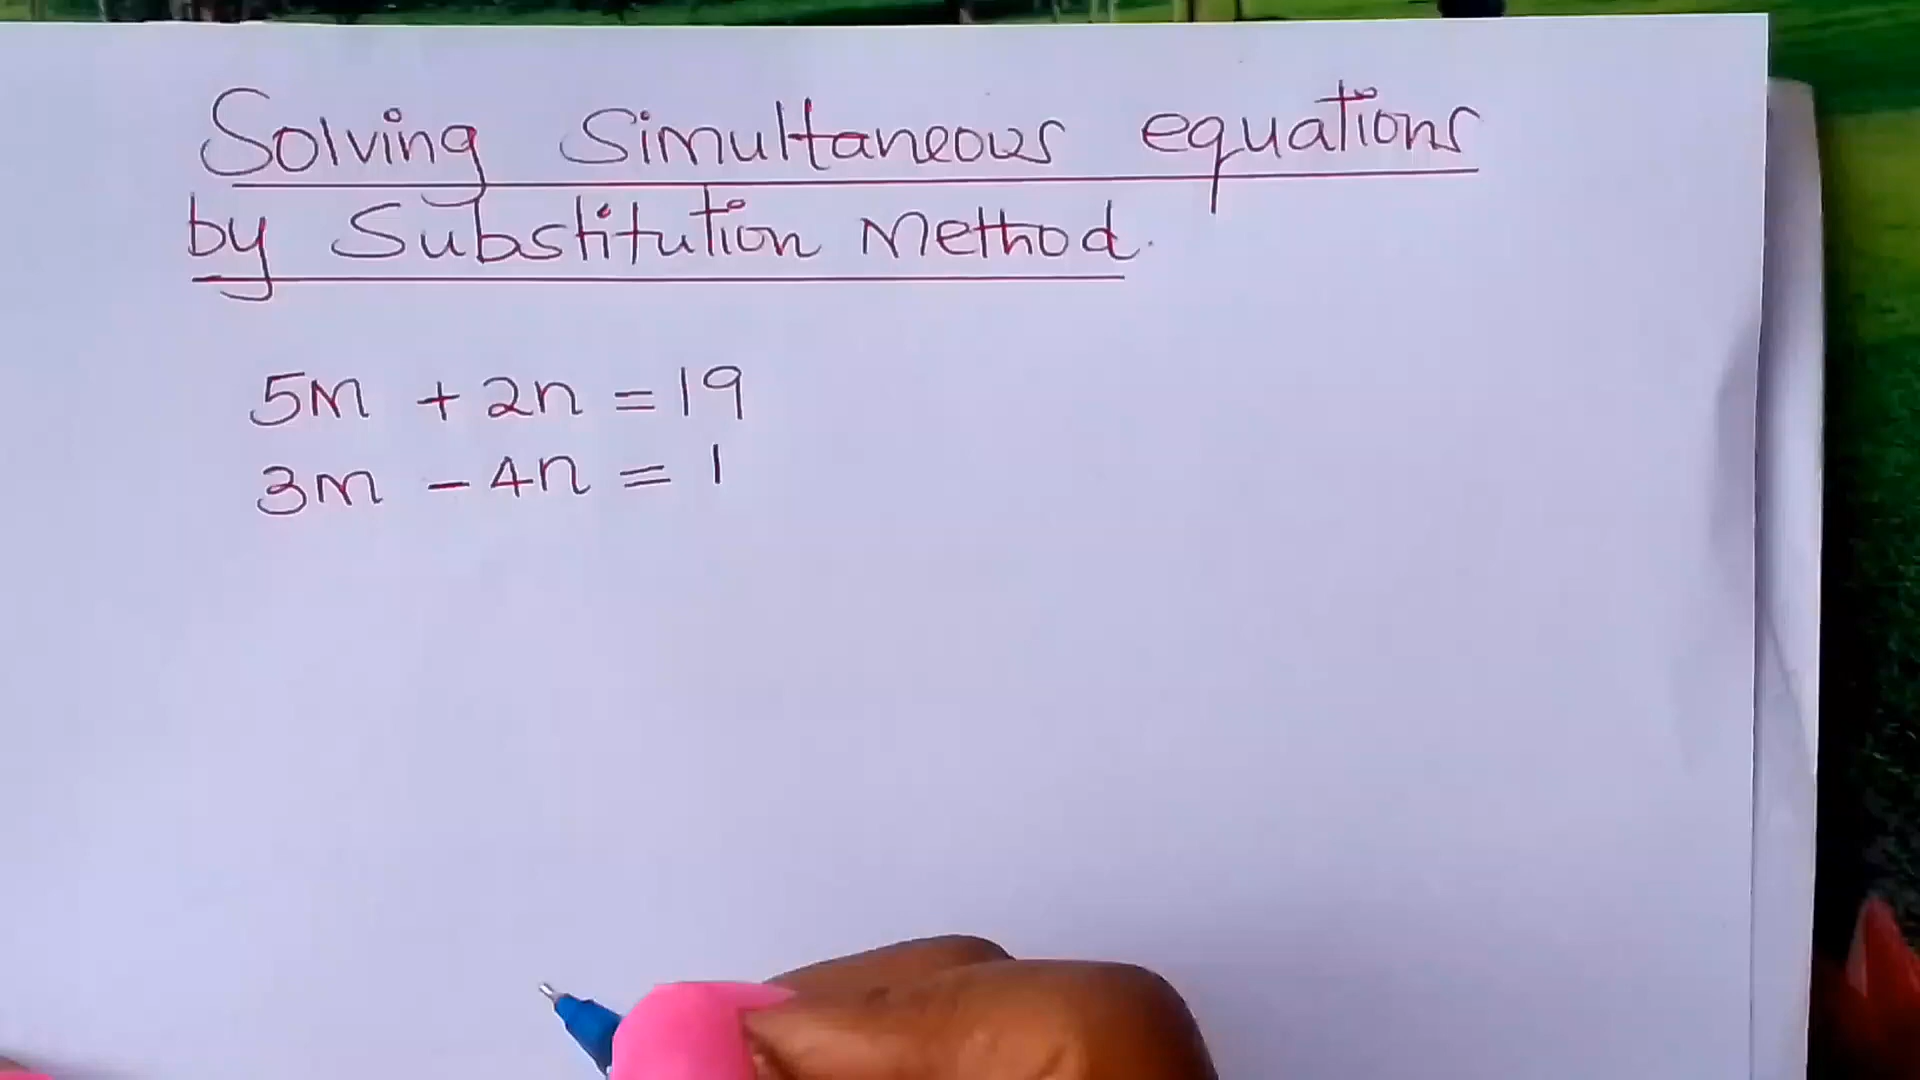 Solving Simultaneous equations
by Substitution Method.
5m + 2n = 19
3m - 4n = 1